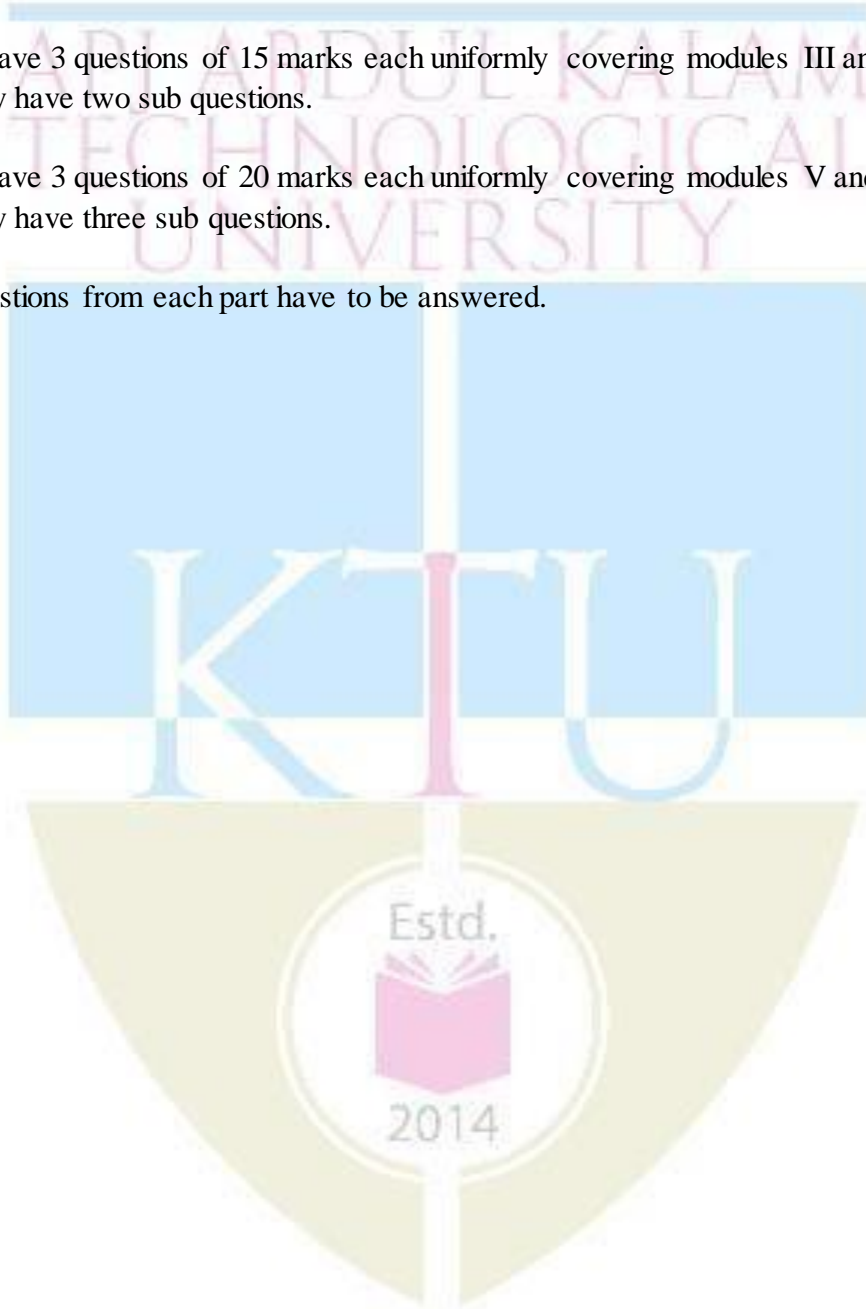 API ABDUL KALAM
TECHNOLOGICAL
UNIVERSITY
ave 3 questions of 15 marks each uniformly covering modules III an
y have two sub questions.
ave 3 questions of 20 marks each uniformly covering modules V and
y have three sub questions.
stions from each part have to be answered.
KTU
Estd.
2014